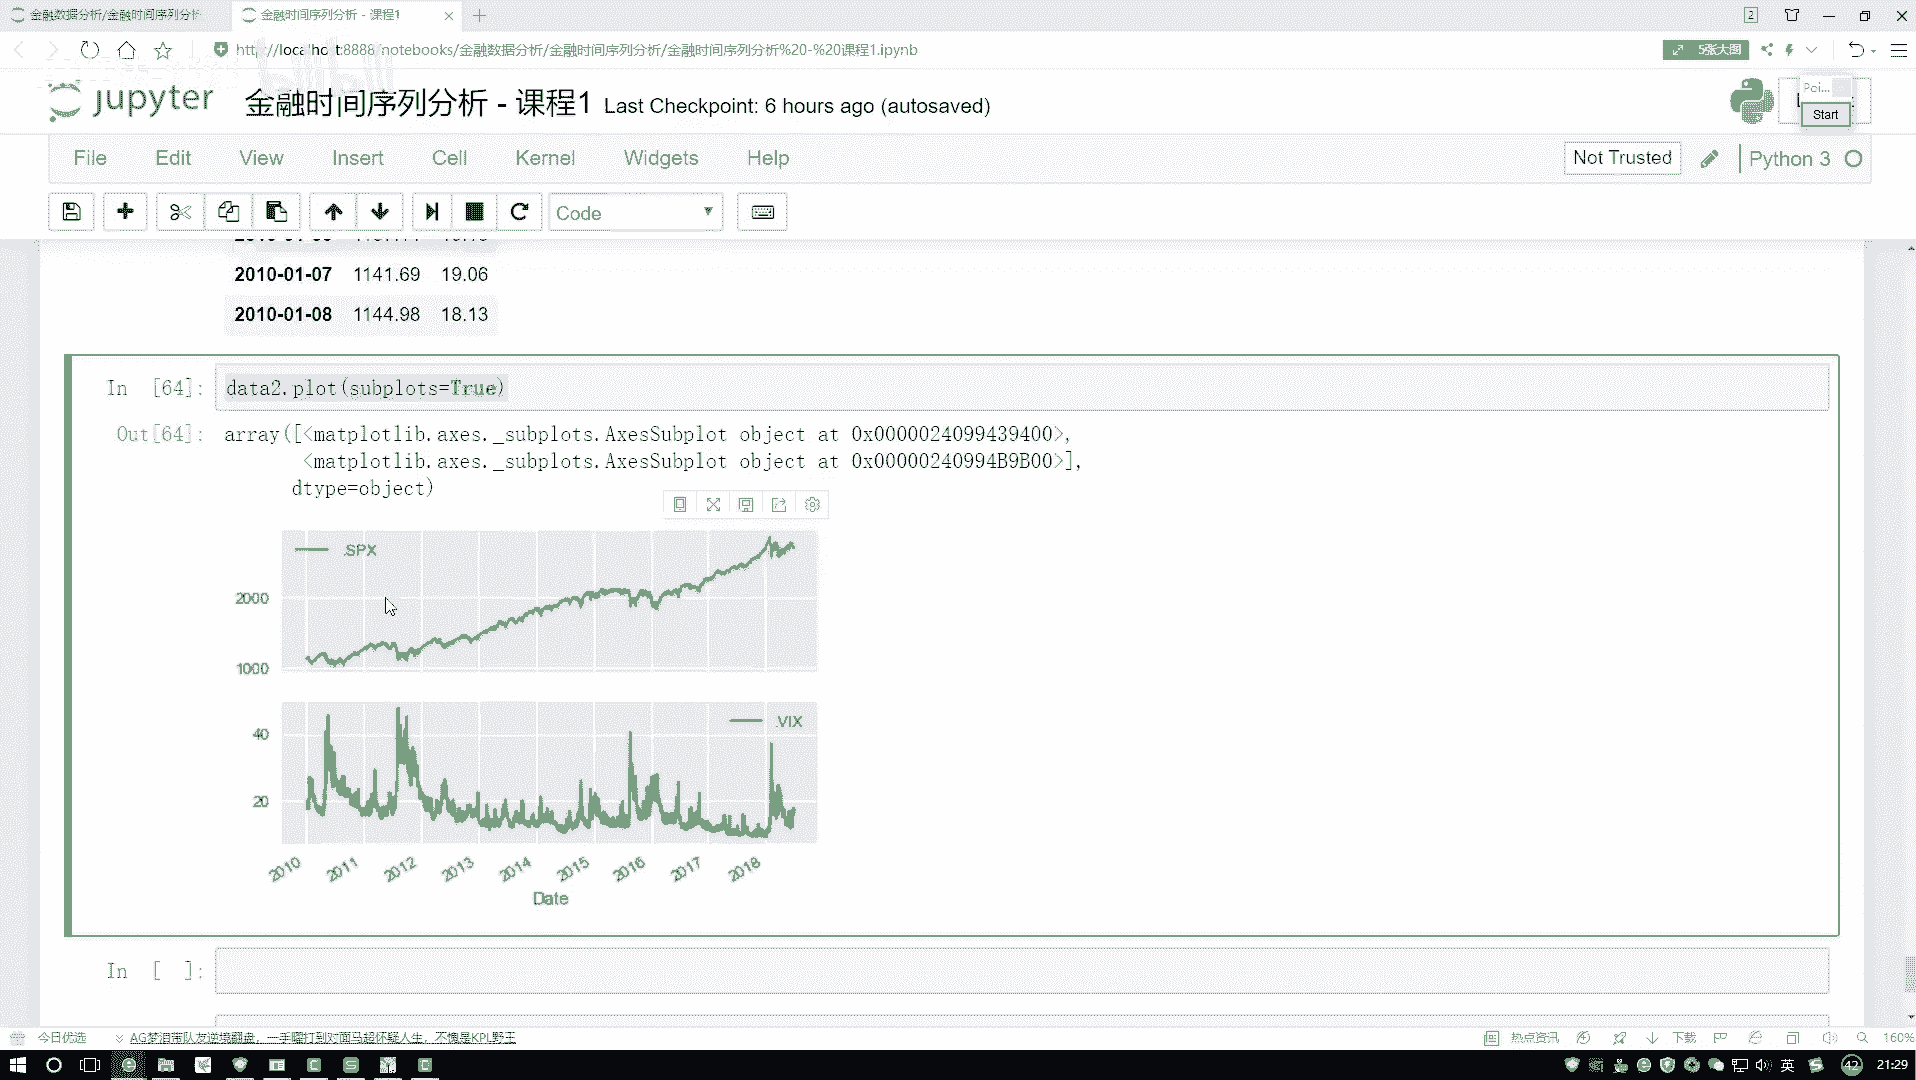 金融数据分析/金融时间序列分析
金融时间序列分析 - 课程1
2
http://localhost:8888/notebooks/金融数据分析/金融时间序列分析/金融时间序列分析%20-%20课程1.ipynb
5张大图
jupyter 金融时间序列分析 - 课程1 Last Checkpoint: 6 hours ago (autosaved)
Poi...
Start
File Edit View Insert Cell Kernel Widgets Help
Not Trusted
Python 3
Code
2010-01-07 1141.69 19.06
2010-01-08 1144.98 18.13
In [64]: data2.plot(subplots=True)
Out[64]: array([<matplotlib.axes._subplots.AxesSubplot object at 0x0000024099439400>,
<matplotlib.axes._subplots.AxesSubplot object at 0x00000240994B9B00>],
dtype=object)
.SPX
2000
1000
.VIX
40
20
2010 2011 2012 2013 2014 2015 2016 2017 2018
Date
In [ ]:
今日优选
AG梦泪带队友逆境翻盘，一手曜打到对面马超怀疑人生，不愧是KPL野王
热点资讯
下载
160%
英
42
21:29